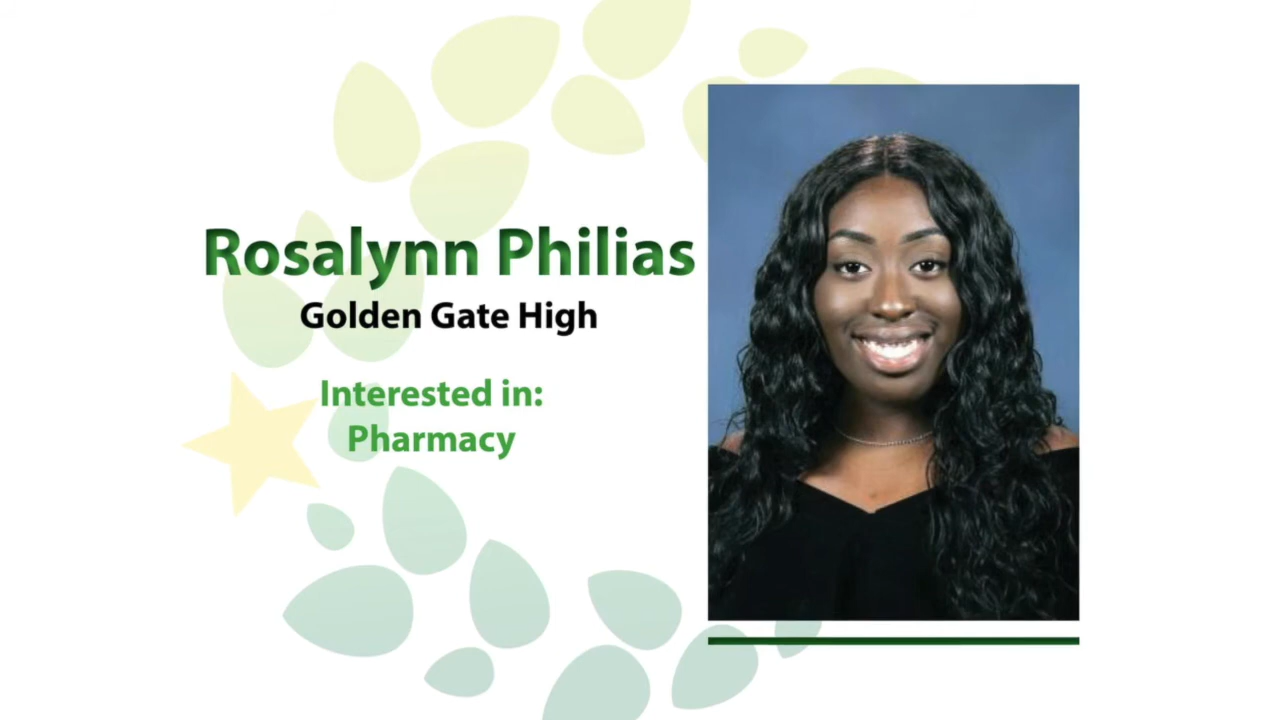 Rosalynn Philias
Golden Gate High
Interested in:
Pharmacy